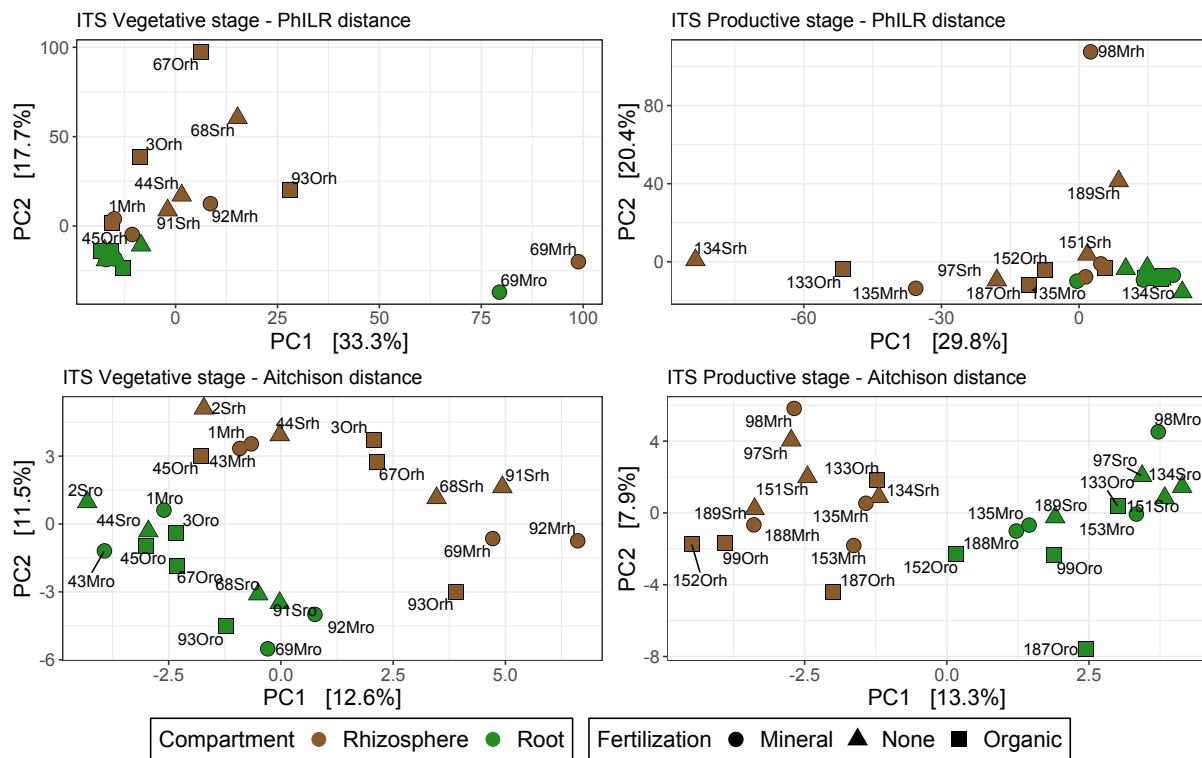 ITS Vegetative stage - PhILR distance
PC2 [17.7%]
100
50
0
67Orh
68Srh
3Orh
44Srh
93Orh
1Mrh
92Mrh
91Srh
45Orh
69Mrh
69Mro
0
25
50
75
100
PC1 [33.3%]
ITS Productive stage - PhILR distance
PC2 [20.4%]
80
40
0
98Mrh
189Srh
151Srh
134Srh
152Orh
97Srh
133Orh
135Mrh
187Orh
135Mro
134Sro
-60
-30
0
PC1 [29.8%]
ITS Vegetative stage - Aitchison distance
PC2 [11.5%]
3
0
-3
-6
2Srh
1Mrh
44Srh
3Orh
45Orh
43Mrh
67Orh
91Srh
2Sro
1Mro
68Srh
44Sro
3Oro
92Mrh
45Oro
69Mrh
43Mro
67Oro
68Sro
93Orh
91Sro
92Mro
93Oro
69Mro
-2.5
0.0
2.5
5.0
PC1 [12.6%]
ITS Productive stage - Aitchison distance
PC2 [7.9%]
4
0
-4
-8
98Mrh
98Mro
97Srh
97Sro
133Orh
134Sro
151Srh
133Oro
134Srh
189Srh
135Mrh
135Mro
189Sro
151Sro
188Mrh
153Mro
153Mrh
188Mro
99Orh
152Oro
99Oro
152Orh
187Orh
187Oro
-2.5
0.0
2.5
PC1 [13.3%]
Compartment Rhizosphere Root
Fertilization Mineral None Organic